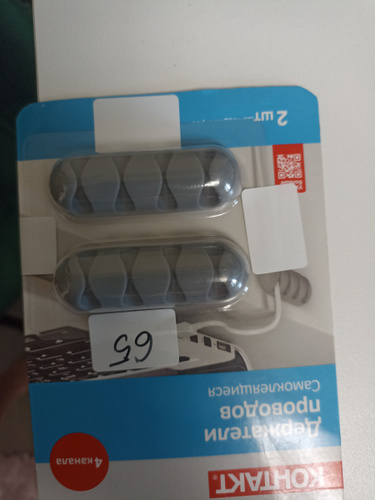 КОНТАКТ.
Держатели
проводов
Самоклеящиеся
4 канала
65
2 шт